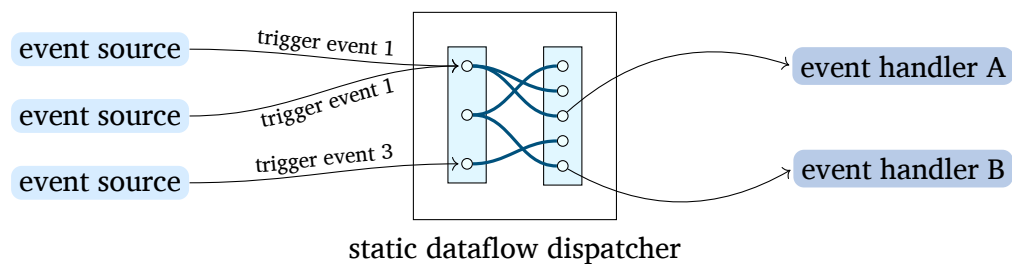 event source
trigger event 1
event source
trigger event 1
event source
trigger event 3
event handler A
event handler B
static dataflow dispatcher